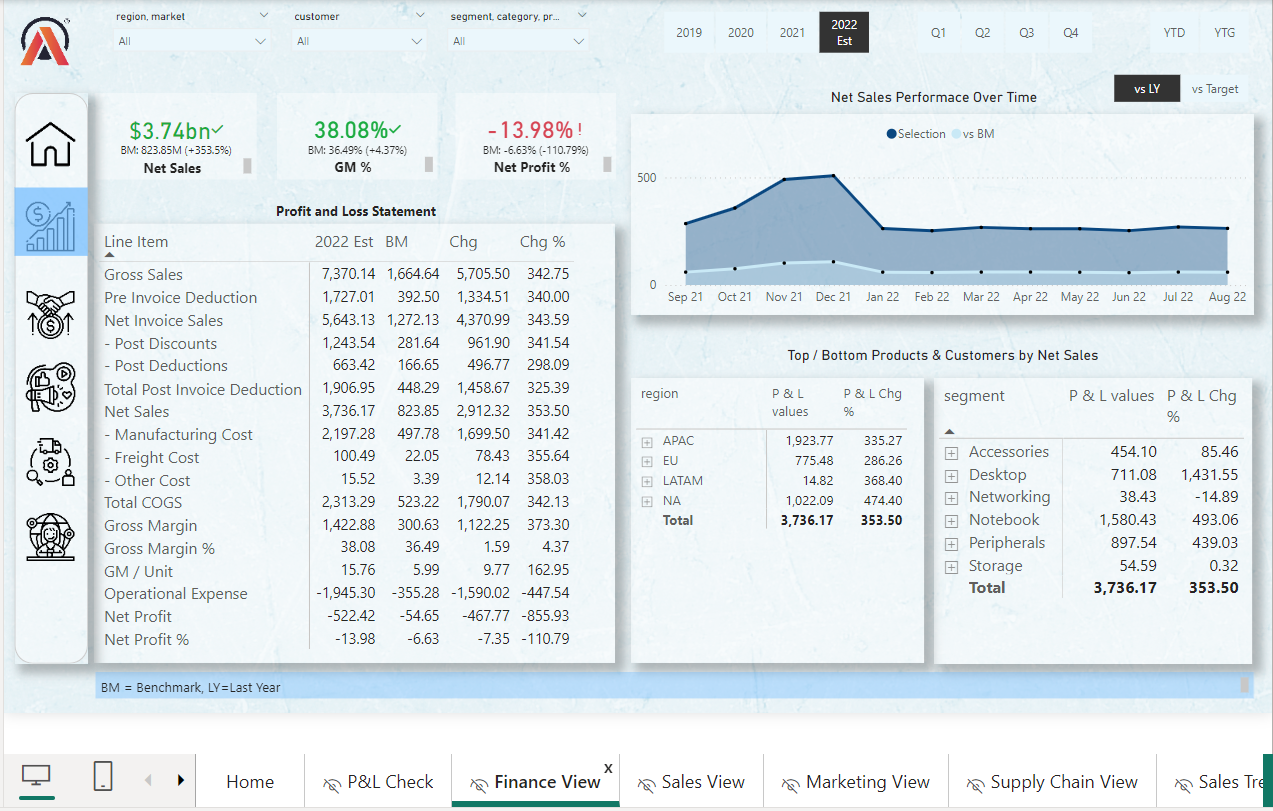 region, market
customer
segment, category, pr...
All
All
All
2019
2020
2021
2022
Est
Q1
Q2
Q3
Q4
YTD
YTG
vs LY
vs Target
$3.74bn
BM: 823.85M (+353.5%)
Net Sales
38.08%
BM: 36.49% (+4.37%)
GM %
-13.98%!
BM: -6.63% (-110.79%)
Net Profit %
Net Sales Performace Over Time
Selection vs BM
500
0
Sep 21 Oct 21 Nov 21 Dec 21 Jan 22 Feb 22 Mar 22 Apr 22 May 22 Jun 22 Jul 22 Aug 22
Profit and Loss Statement
Line Item 2022 Est BM Chg Chg %
Gross Sales 7,370.14 1,664.64 5,705.50 342.75
Pre Invoice Deduction 1,727.01 392.50 1,334.51 340.00
Net Invoice Sales 5,643.13 1,272.13 4,370.99 343.59
- Post Discounts 1,243.54 281.64 961.90 341.54
- Post Deductions 663.42 166.65 496.77 298.09
Total Post Invoice Deduction 1,906.95 448.29 1,458.67 325.39
Net Sales 3,736.17 823.85 2,912.32 353.50
- Manufacturing Cost 2,197.28 497.78 1,699.50 341.42
- Freight Cost 100.49 22.05 78.43 355.64
- Other Cost 15.52 3.39 12.14 358.03
Total COGS 2,313.29 523.22 1,790.07 342.13
Gross Margin 1,422.88 300.63 1,122.25 373.30
Gross Margin % 38.08 36.49 1.59 4.37
GM / Unit 15.76 5.99 9.77 162.95
Operational Expense -1,945.30 -355.28 -1,590.02 -447.54
Net Profit -522.42 -54.65 -467.77 -855.93
Net Profit % -13.98 -6.63 -7.35 -110.79
Top / Bottom Products & Customers by Net Sales
region P & L P & L Chg
values %
APAC 1,923.77 335.27
EU 775.48 286.26
LATAM 14.82 368.40
NA 1,022.09 474.40
Total 3,736.17 353.50
segment P & L values P & L Chg
%
Accessories 454.10 85.46
Desktop 711.08 1,431.55
Networking 38.43 -14.89
Notebook 1,580.43 493.06
Peripherals 897.54 439.03
Storage 54.59 0.32
Total 3,736.17 353.50
BM = Benchmark, LY=Last Year
Home
P&L Check
Finance View
x
Sales View
Marketing View
Supply Chain View
Sales Tre